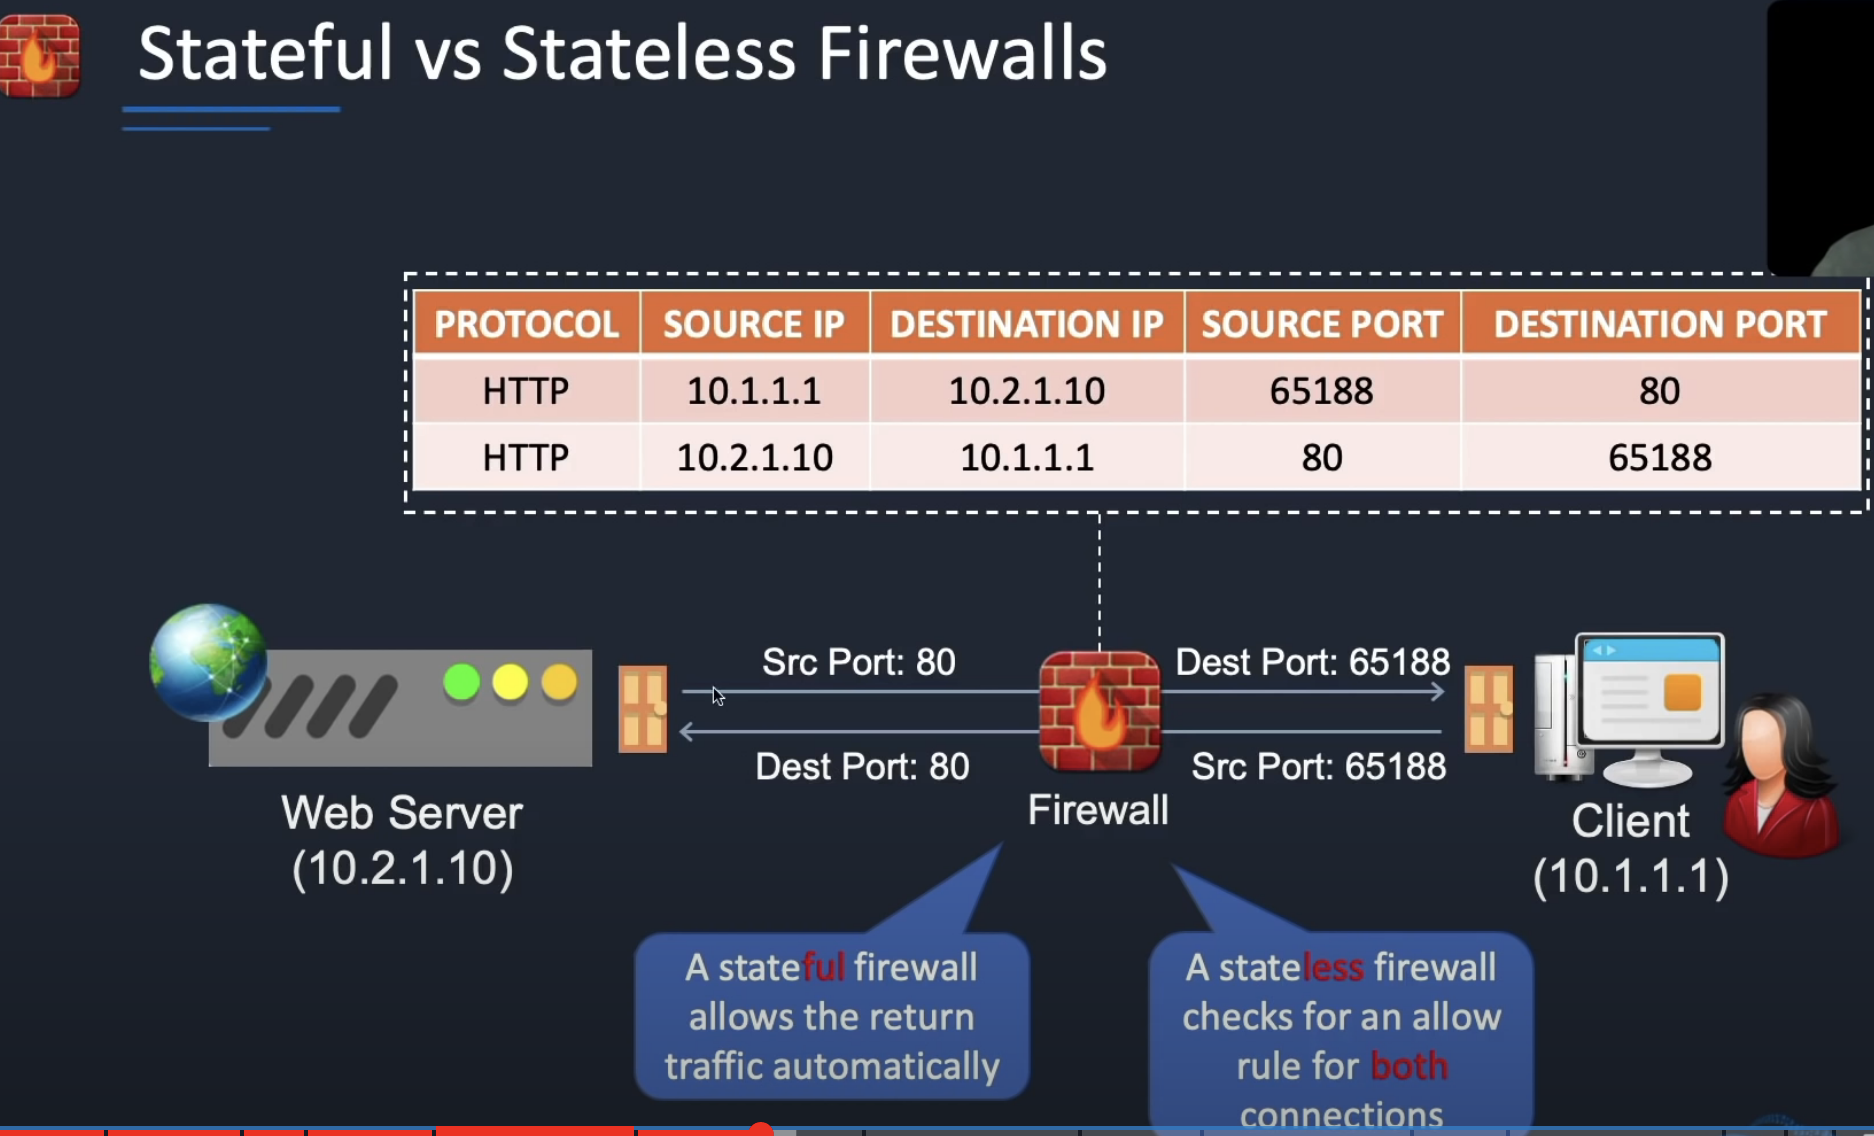 Stateful vs Stateless Firewalls
PROTOCOL SOURCE IP DESTINATION IP SOURCE PORT DESTINATION PORT
HTTP 10.1.1.1 10.2.1.10 65188 80
HTTP 10.2.1.10 10.1.1.1 80 65188
Src Port: 80 Dest Port: 65188
Dest Port: 80 Src Port: 65188
Web Server
(10.2.1.10)
Firewall
Client
(10.1.1.1)
A stateful firewall
allows the return
traffic automatically
A stateless firewall
checks for an allow
rule for both
connections